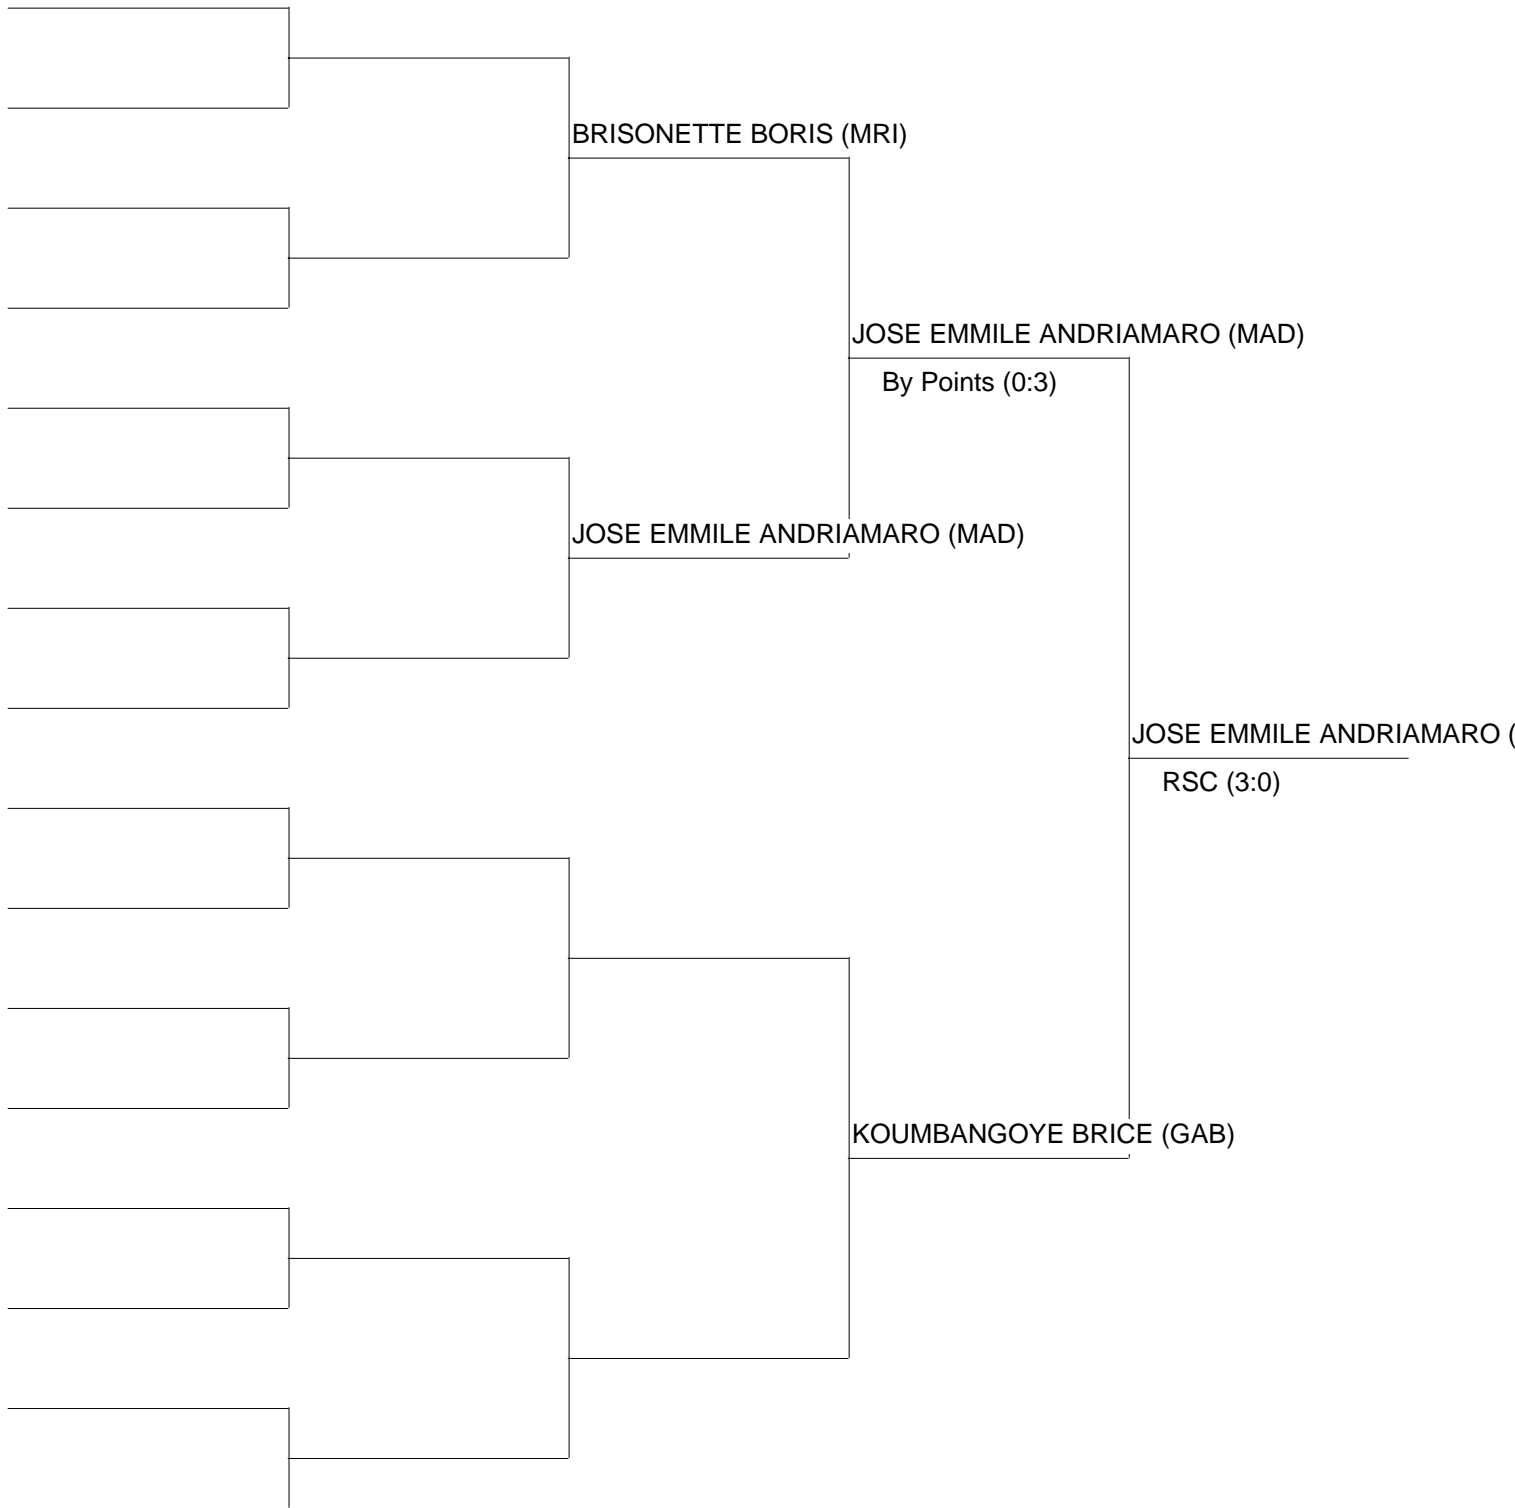 BRISONETTE BORIS (MRI)
JOSE EMMILE ANDRIAMARO (MAD)
By Points (0:3)
JOSE EMMILE ANDRIAMARO (MAD)
JOSE EMMILE ANDRIAMARO (
RSC (3:0)
KOUMBANGOYE BRICE (GAB)